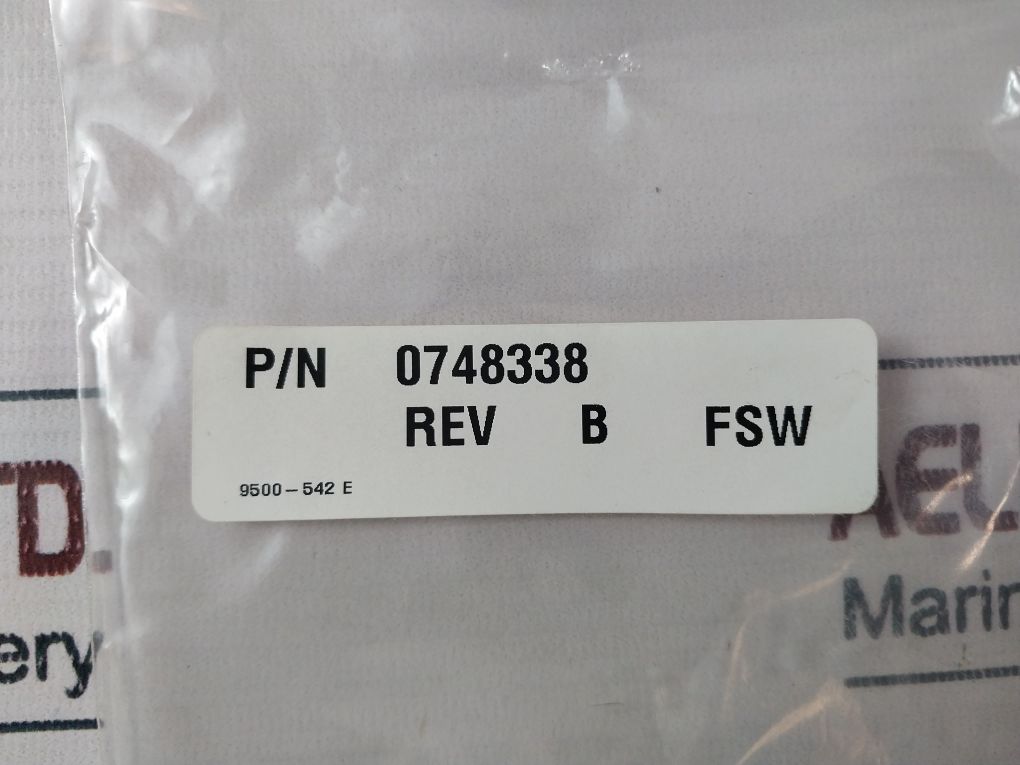 P/N 0748338
REV B FSW
9500-542 E
TD.
ery
AEL
Marin